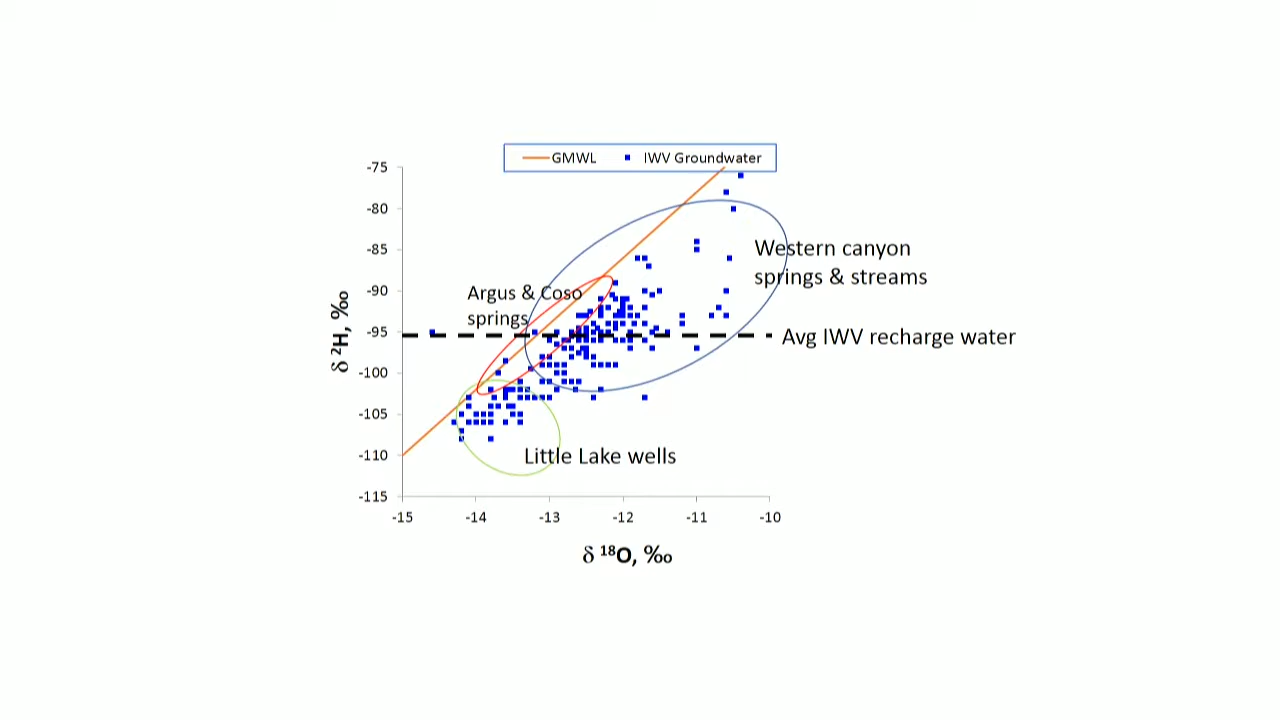 GMWL IWV Groundwater
-75
-80
-85
-90
-95
-100
-105
-110
-115
δ ²H, ‰
Western canyon
springs & streams
Argus & Coso
springs
Avg IWV recharge water
Little Lake wells
-15 -14 -13 -12 -11 -10
δ ¹⁸O, ‰